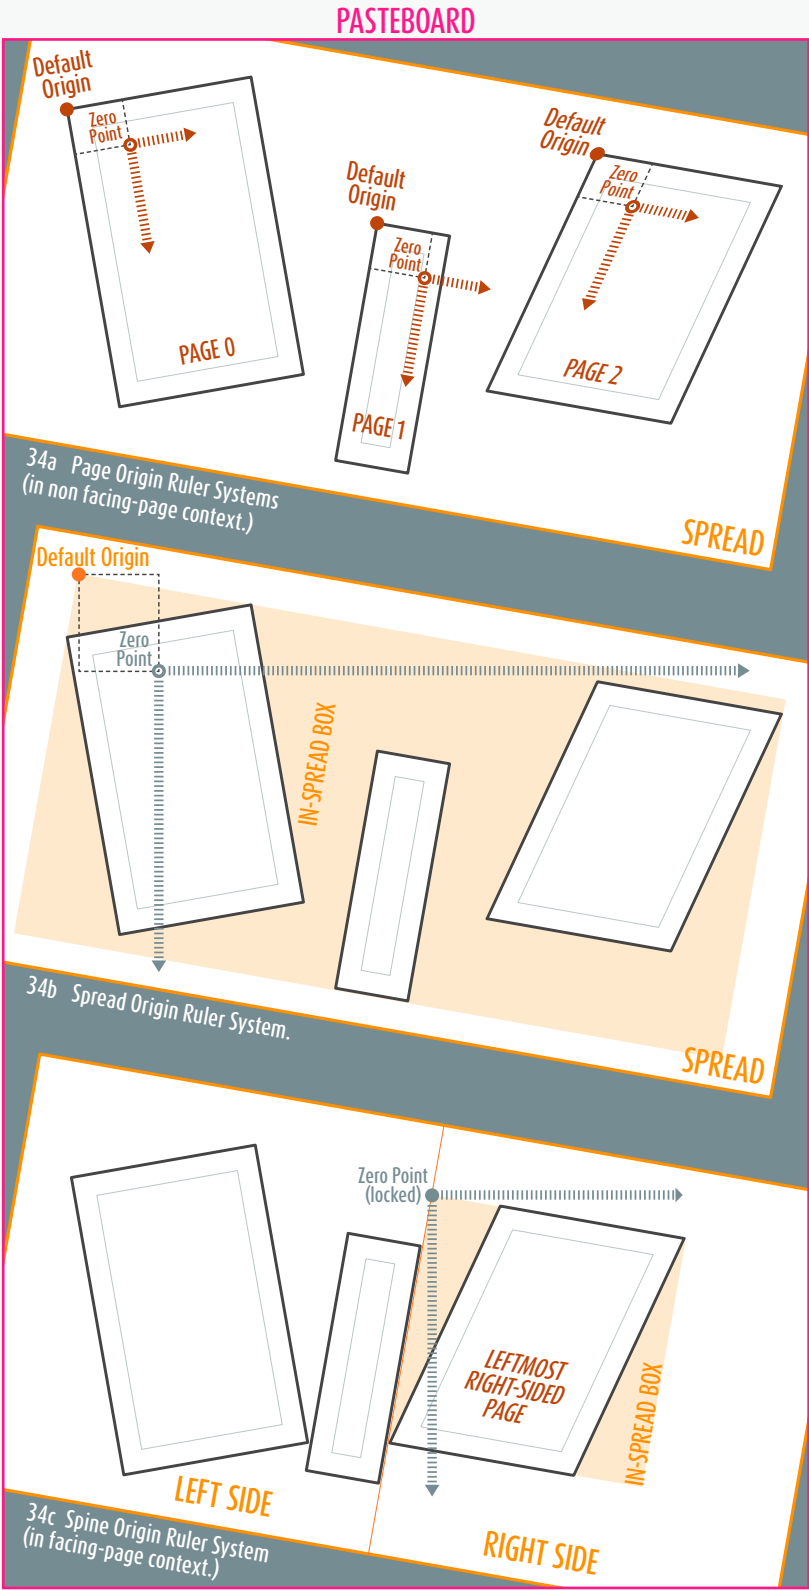 PASTEBOARD
Default
Origin
Zero
Point
PAGE 0
Default
Origin
Zero
Point
PAGE 1
Default
Origin
Zero
Point
PAGE 2
34a Page Origin Ruler Systems
(in non facing-page context.)
SPREAD
Default Origin
Zero
Point
IN-SPREAD BOX
34b Spread Origin Ruler System.
SPREAD
Zero Point
(locked)
LEFTMOST
RIGHT-SIDED
PAGE
IN-SPREAD BOX
LEFT SIDE
RIGHT SIDE
34c Spine Origin Ruler System
(in facing-page context.)